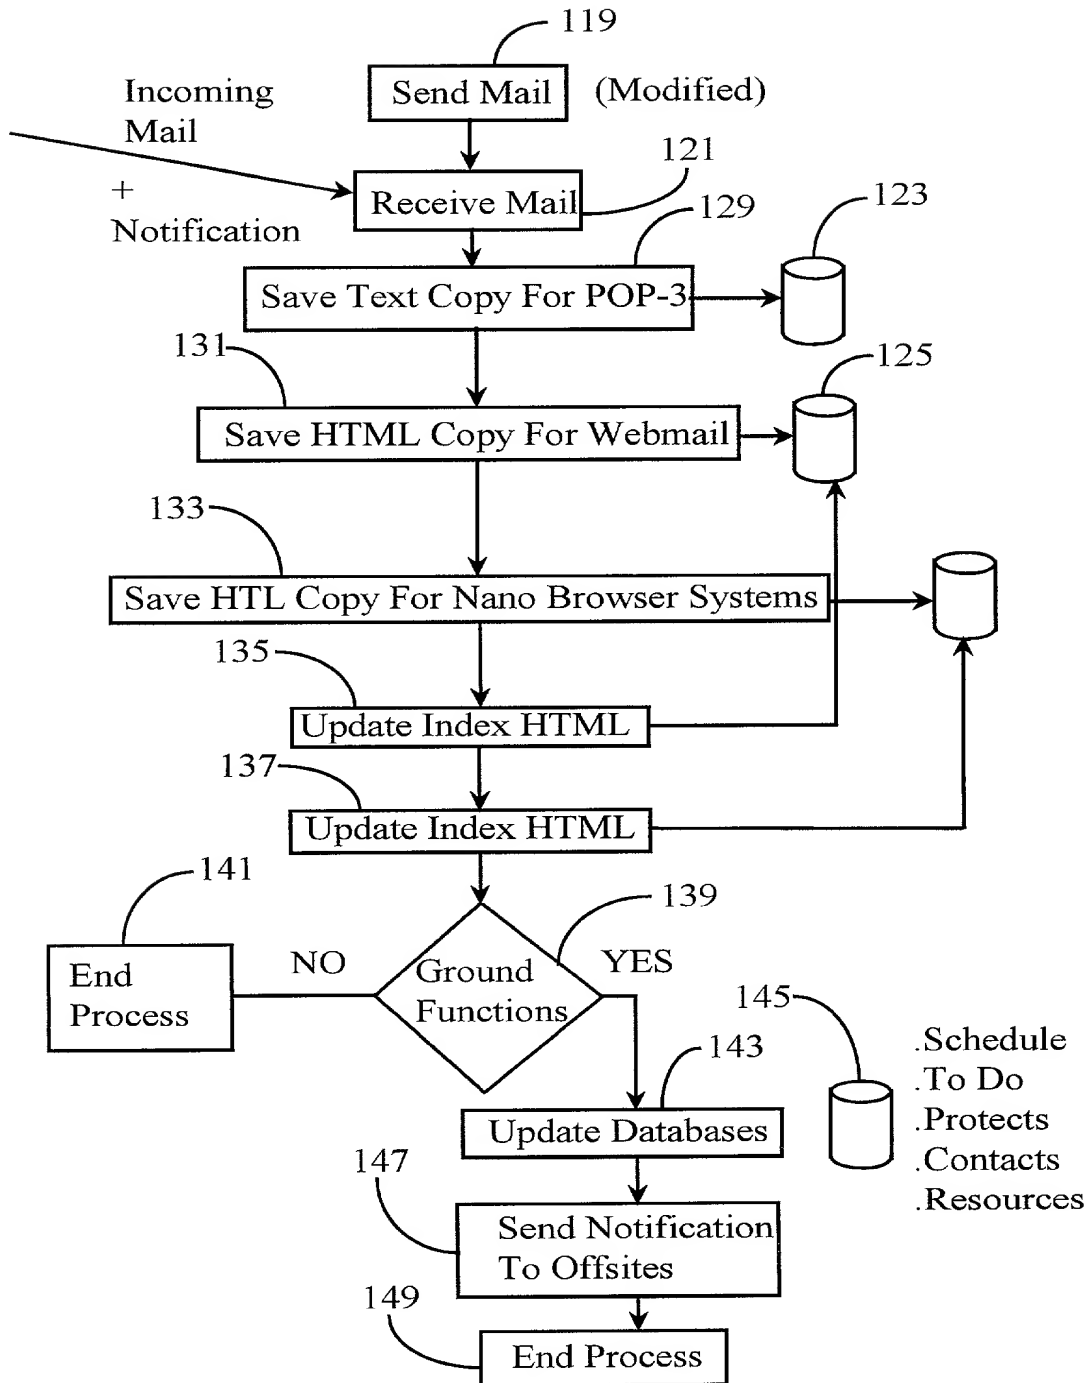 119
Send Mail
(Modified)
Incoming
Mail
+
Notification
121
Receive Mail
129
123
Save Text Copy For POP-3
131
125
Save HTML Copy For Webmail
133
Save HTL Copy For Nano Browser Systems
135
Update Index HTML
137
Update Index HTML
141
139
End
Process
NO
Ground
Functions
YES
145
.Schedule
.To Do
.Protects
.Contacts
.Resources
143
Update Databases
147
Send Notification
To Offsites
149
End Process